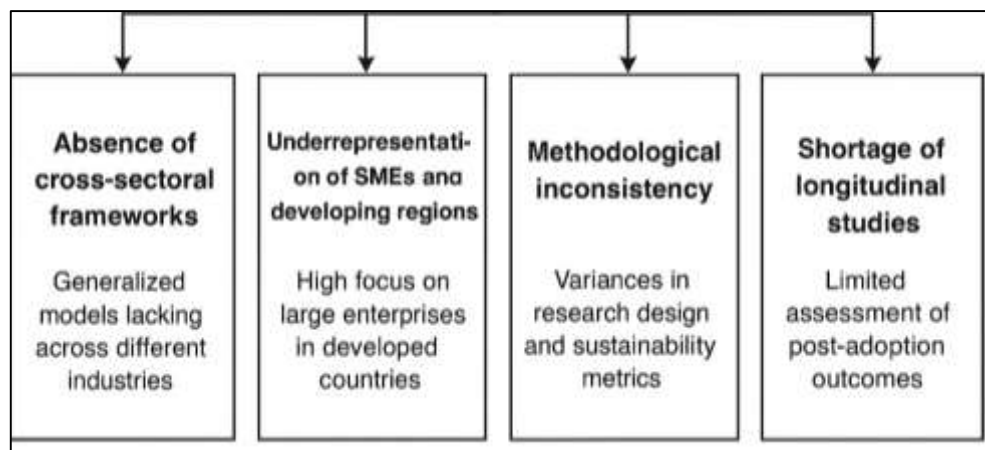 Absence of
cross-sectoral
frameworks
Generalized
models lacking
across different
industries
Underrepresentati-
on of SMEs and
developing regions
High focus on
large enterprises
in developed
countries
Methodological
inconsistency
Variances in
research design
and sustainability
metrics
Shortage of
longitudinal
studies
Limited
assessment of
post-adoption
outcomes